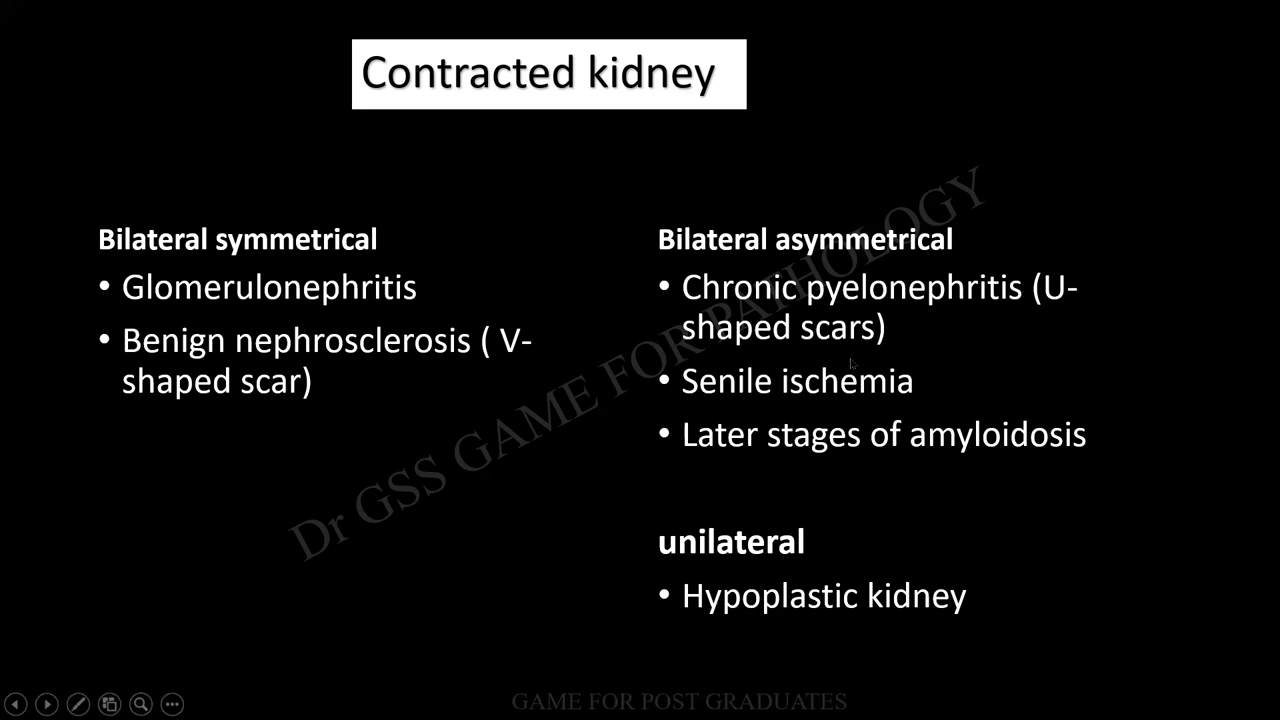 Contracted kidney
Bilateral symmetrical
• Glomerulonephritis
• Benign nephrosclerosis ( V-
shaped scar)
Bilateral asymmetrical
• Chronic pyelonephritis (U-
shaped scars)
• Senile ischemia
• Later stages of amyloidosis
unilateral
• Hypoplastic kidney
Dr GSS GAME FOR PATHOLOGY
GAME FOR POST GRADUATES